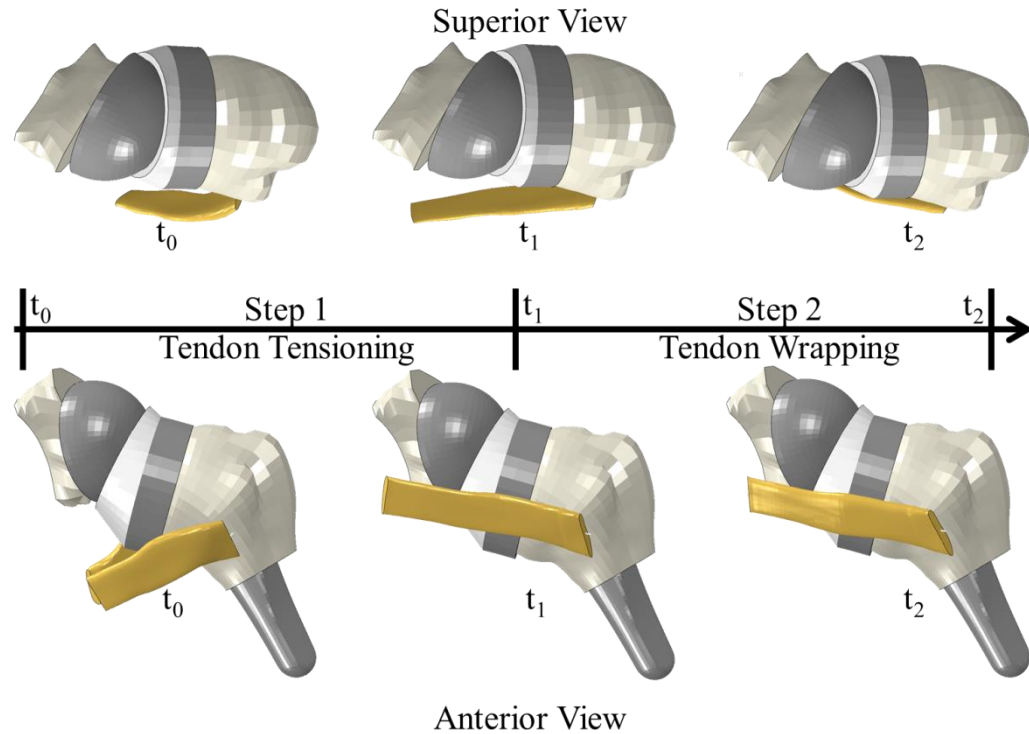 Superior View
t₀
t₁
t₂
t₀
Step 1
t₁
Step 2
t₂
Tendon Tensioning
Tendon Wrapping
t₀
t₁
t₂
Anterior View